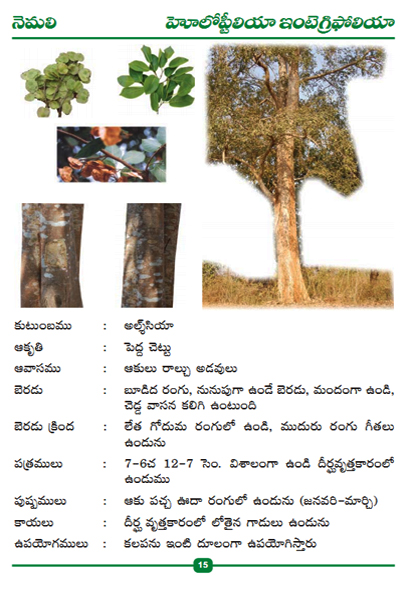 నెమలి హెూలోప్టీలియా ఇంటెగ్రిఫోలియా
కుటుంబము : అల్శ్‌సియా
ఆకృతి : పెద్ద చెట్టు
ఆవాసము : ఆకులు రాల్చు అడవులు
బెరడు : బూడిద రంగు, నునుపుగా ఉండే బెరడు, మందంగా ఉండి,
చెడ్డ వాసన కలిగి ఉంటుంది
బెరడు క్రింద : లేత గోదుమ రంగులో ఉండి, ముదురు రంగు గీతలు
ఉండును
పత్రములు : 7-6చ 12-7 సెం. విశాలంగా ఉండి దీర్ఘవృత్తకారంలో
ఉండుము
పుష్పములు : ఆకు పచ్చ ఊదా రంగులో ఉండును (జనవరి-మార్చి)
కాయలు : దీర్ఘ వృత్తకారంలో లోతైన గాదులు ఉండును
ఉపయోగములు : కలపను ఇంటి దూలంగా ఉపయోగిస్తారు
15